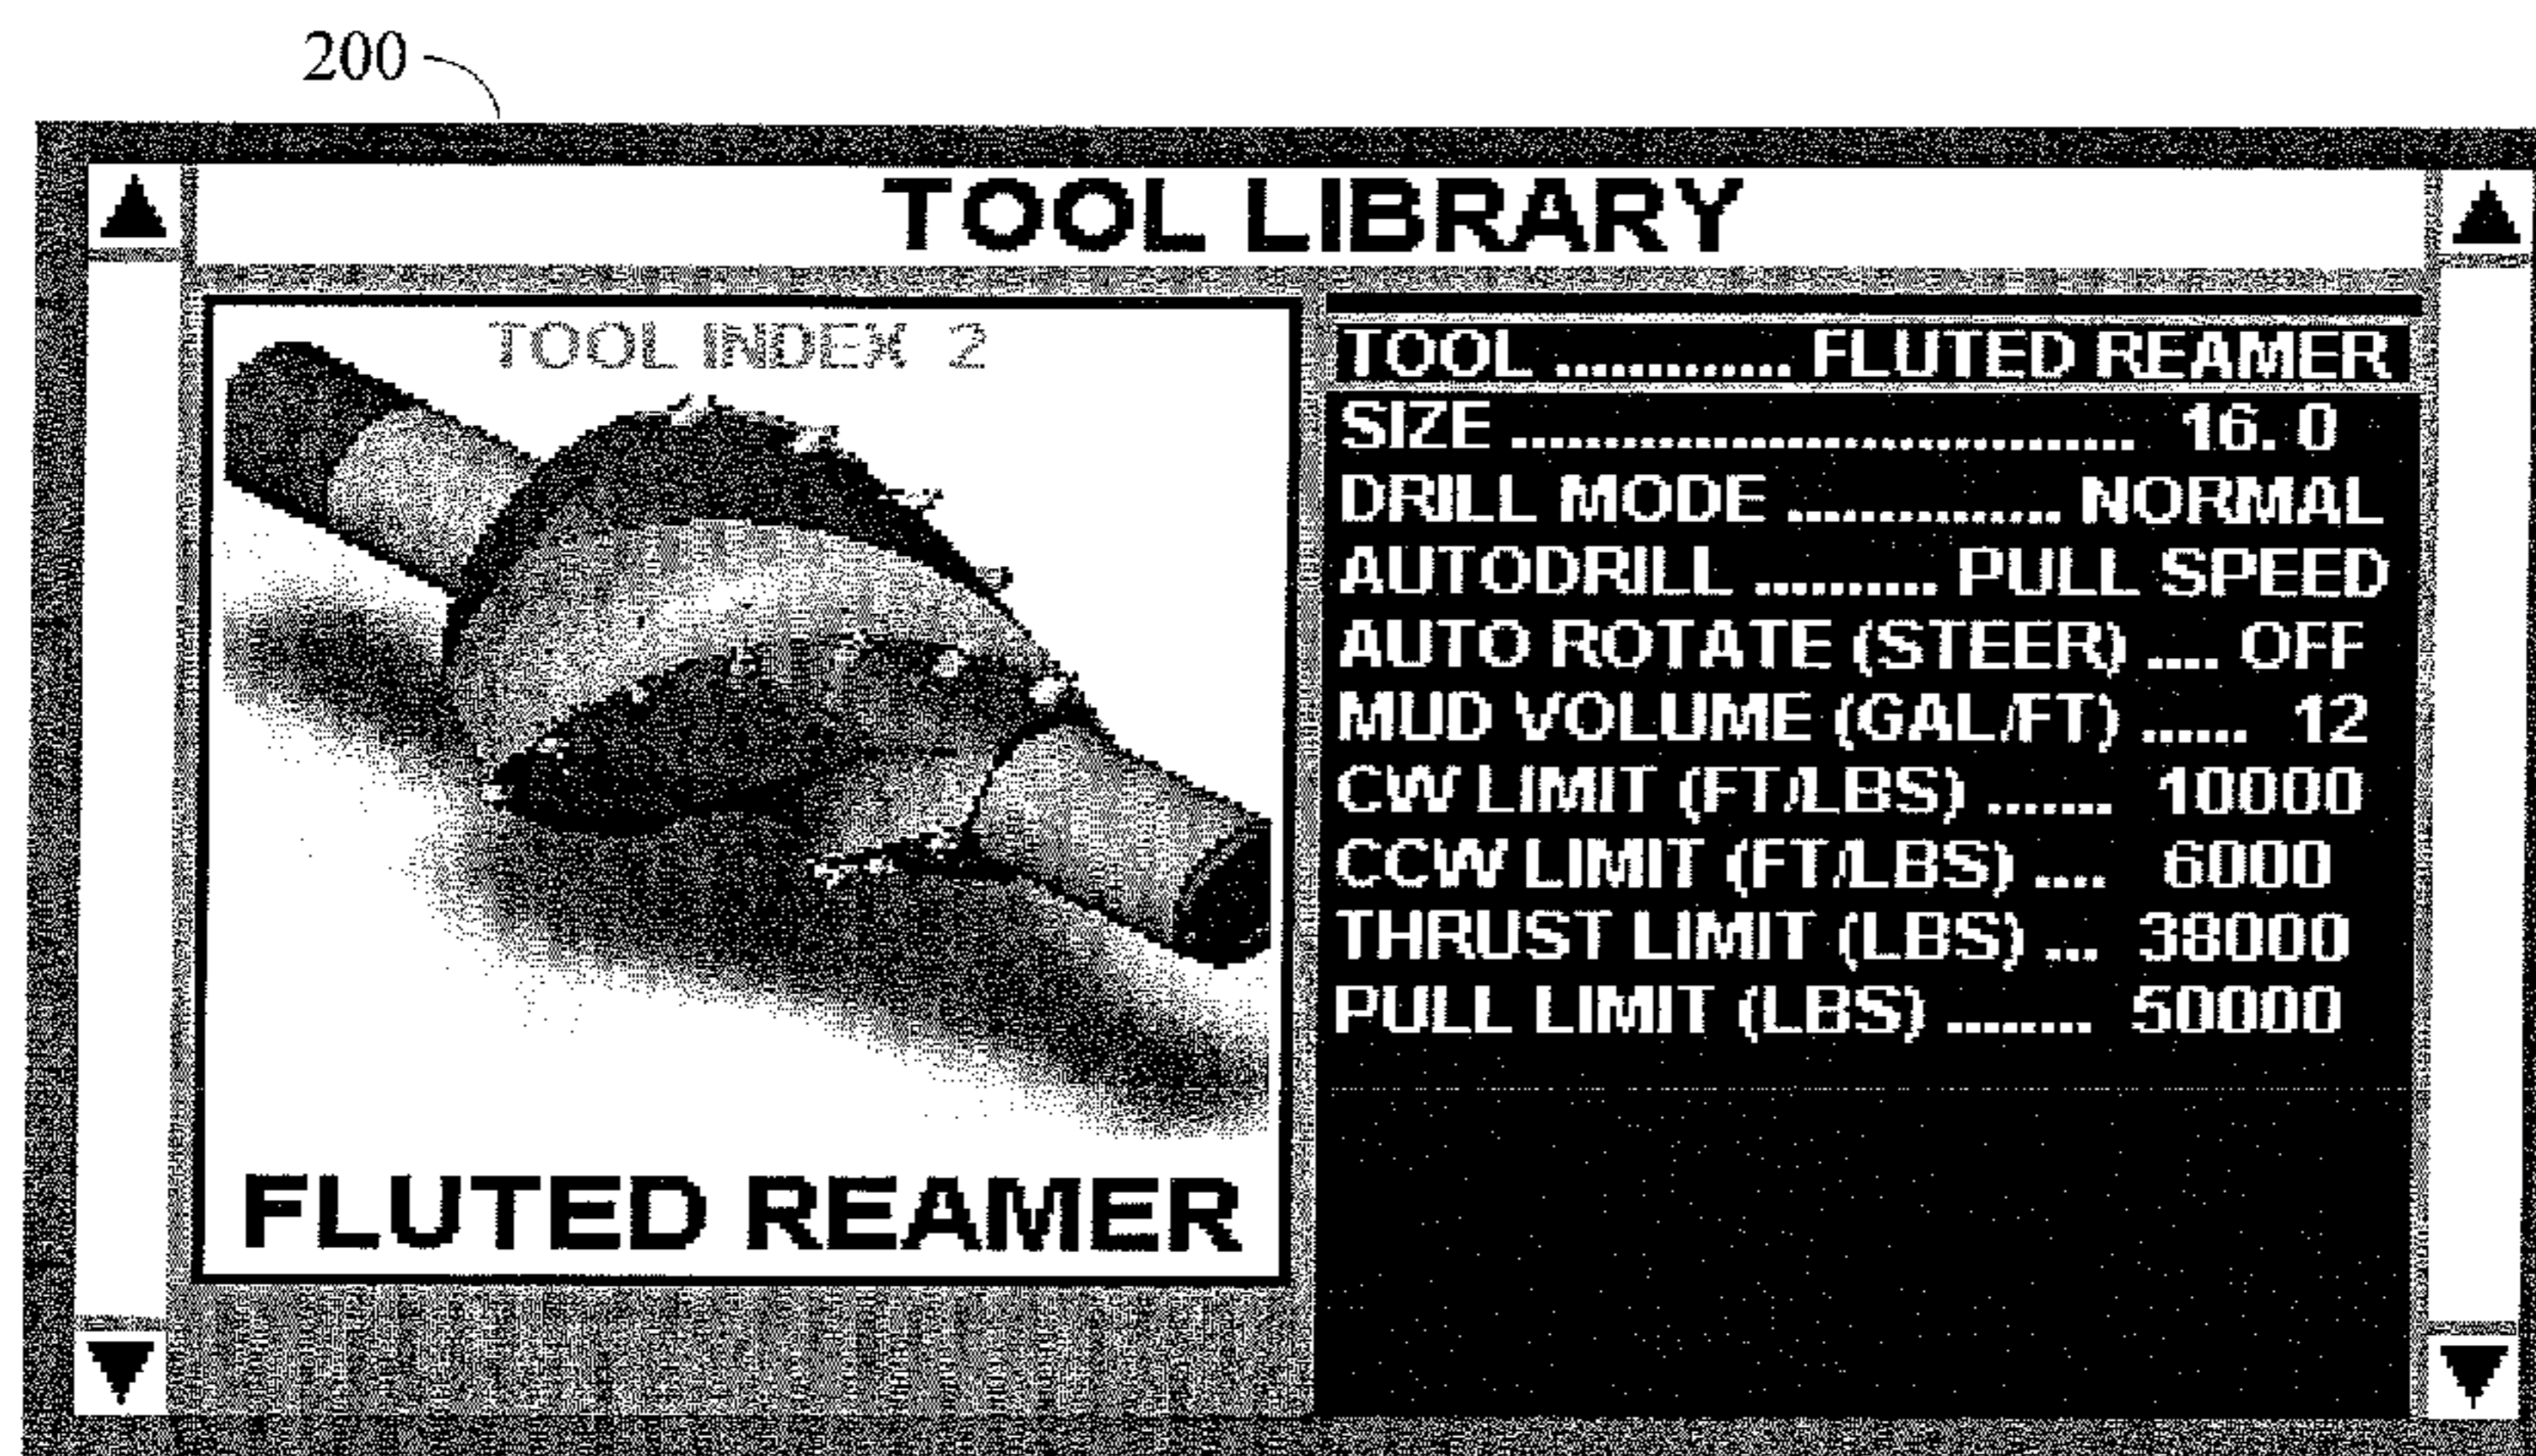 200
TOOL LIBRARY
TOOL INDEX 2
FLUTED REAMER
TOOL ............. FLUTED REAMER
SIZE .................................. 16. 0
DRILL MODE ............... NORMAL
AUTODRILL .......... PULL SPEED
AUTO ROTATE (STEER) .... OFF
MUD VOLUME (GAL/FT) ...... 12
CW LIMIT (FT/LBS) ....... 10000
CCW LIMIT (FT/LBS) .... 6000
THRUST LIMIT (LBS) ... 38000
PULL LIMIT (LBS) ........ 50000